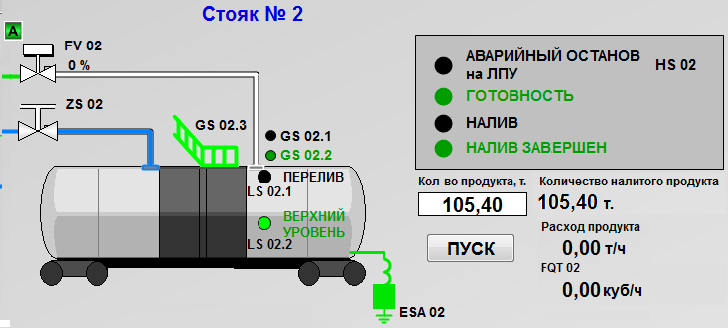 Стояк № 2
A
FV 02
0 %
ZS 02
GS 02.3
GS 02.1
GS 02.2
ПЕРЕЛИВ
LS 02.1
ВЕРХНИЙ
УРОВЕНЬ
LS 02.2
ESA 02
АВАРИЙНЫЙ ОСТАНОВ
на ЛПУ
HS 02
ГОТОВНОСТЬ
НАЛИВ
НАЛИВ ЗАВЕРШЕН
Кол во продукта, т.
105,40
ПУСК
Количество налитого продукта
105,40 т.
Расход продукта
0,00 т/ч
FQT 02
0,00 куб/ч